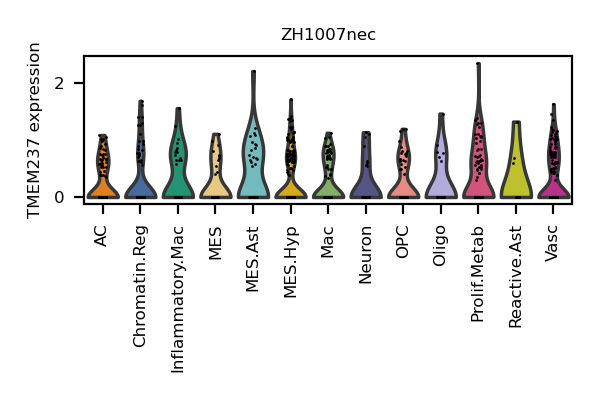 ZH1007nec
TMEM237 expression
2
0
AC
Chromatin.Reg
Inflammatory.Mac
MES
MES.Ast
MES.Hyp
Mac
Neuron
OPC
Oligo
Prolif.Metab
Reactive.Ast
Vasc